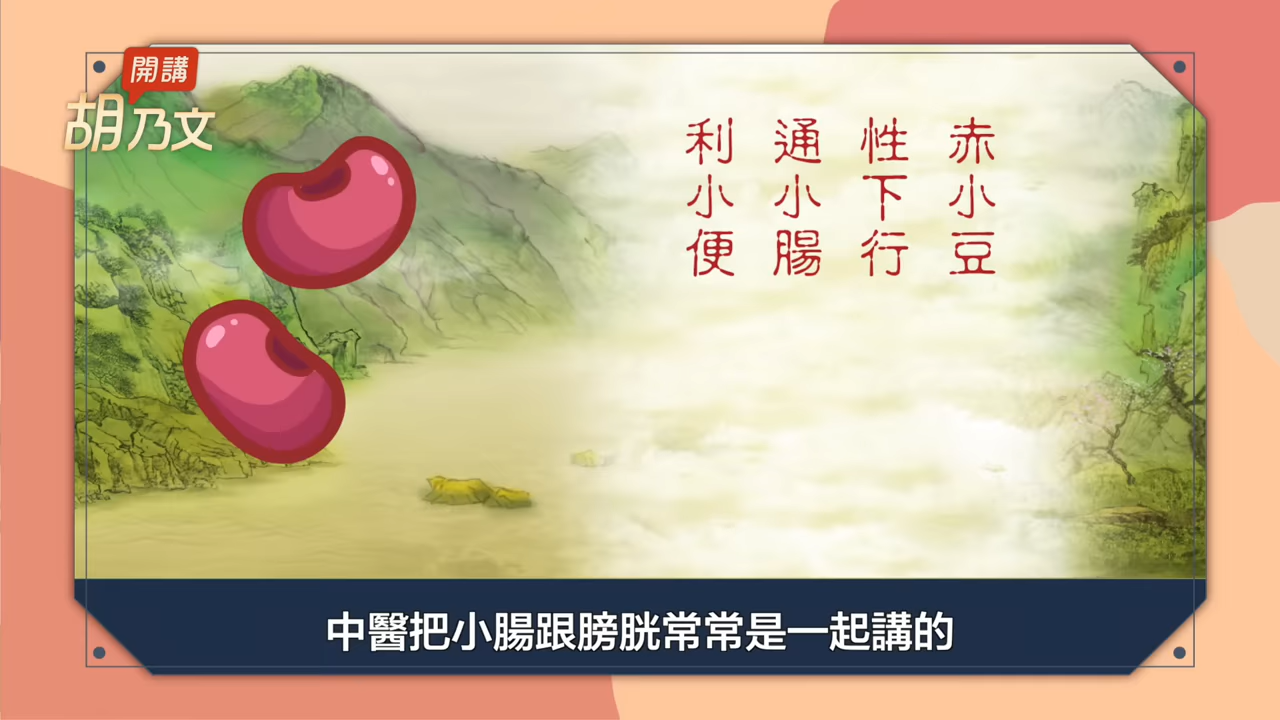 開講
胡乃文
赤小豆
性下行
通小腸
利小便
中醫把小腸跟膀胱常常是一起講的